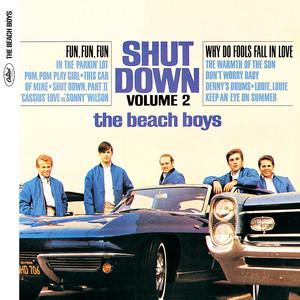 THE BEACH BOYS
Capitol
FUN, FUN, FUN
IN THE PARKIN' LOT
POM, POM PLAY GIRL • THIS CAR
OF MINE • SHUT DOWN, PART II
"CASSIUS" LOVE vs. SONNY WILSON
SHUT
DOWN
VOLUME 2
WHY DO FOOLS FALL IN LOVE
THE WARMTH OF THE SUN
DON'T WORRY BABY
DENNY'S DRUMS • LOUIE, LOUIE
KEEP AN EYE ON SUMMER
the beach boys
OHD 706